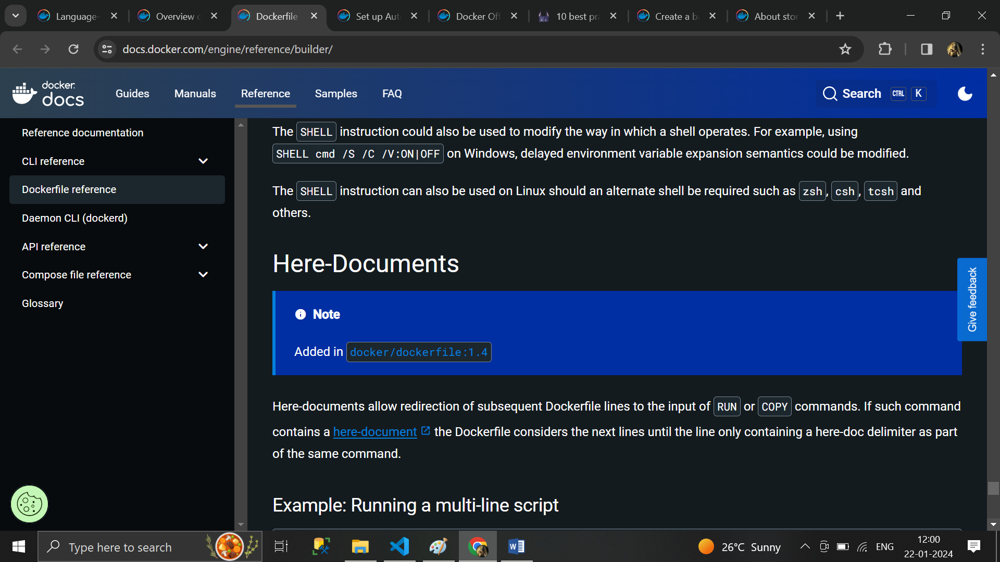 Language-
Overview c
Dockerfile
Set up Aut
Docker Off
10 best pra
Create a ba
About stor
docs.docker.com/engine/reference/builder/
docker
docs
Guides
Manuals
Reference
Samples
FAQ
Search
CTRL
K
Reference documentation
CLI reference
Dockerfile reference
Daemon CLI (dockerd)
API reference
Compose file reference
Glossary
The SHELL instruction could also be used to modify the way in which a shell operates. For example, using
SHELL cmd /S /C /V:ON|OFF on Windows, delayed environment variable expansion semantics could be modified.
The SHELL instruction can also be used on Linux should an alternate shell be required such as zsh, csh, tcsh and
others.
Here-Documents
Note
Added in docker/dockerfile:1.4
Here-documents allow redirection of subsequent Dockerfile lines to the input of RUN or COPY commands. If such command
contains a here-document the Dockerfile considers the next lines until the line only containing a here-doc delimiter as part
of the same command.
Example: Running a multi-line script
Give feedback
Type here to search
26°C Sunny
ENG
12:00
22-01-2024